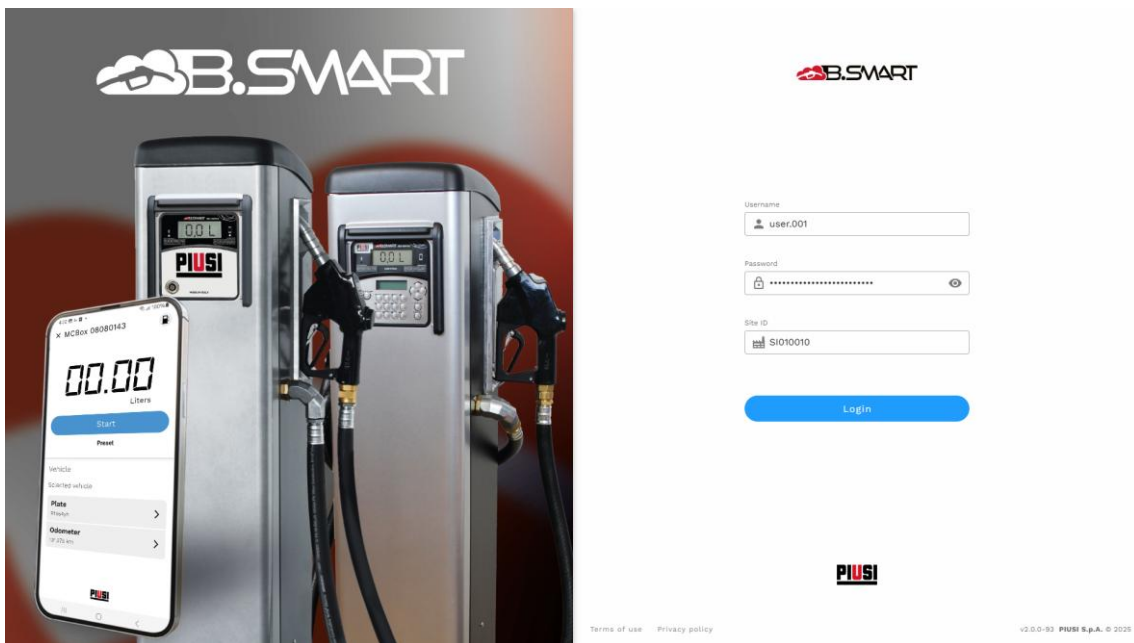 B.SMART
0.0 L
PIUSI
PIUSI
0.0 L
× MCBox 08080143
00.00
Liters
Start
Preset
Vehicle
Plate
Odometer
PIUSI
B.SMART
Username
user.001
Password
•••••••••••••••••••••••••
Site ID
SI010010
Login
PIUSI
Terms of use Privacy policy
v2.0.0-93 PIUSI S.p.A. © 2025